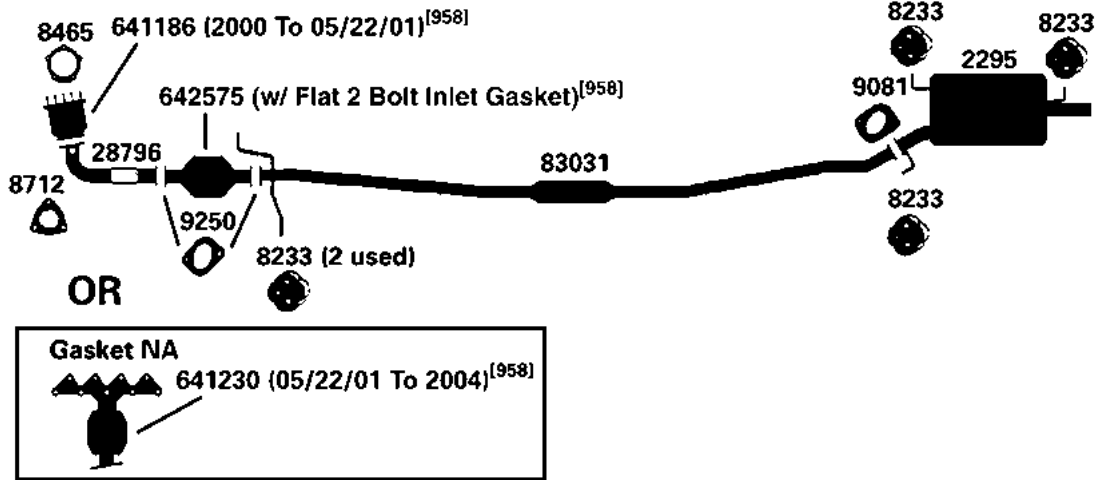 8465
641186 (2000 To 05/22/01)[958]
8233
8233
2295
642575 (w/ Flat 2 Bolt Inlet Gasket)[958]
9081
28796
83031
8712
9250
8233
8233 (2 used)
OR
Gasket NA
641230 (05/22/01 To 2004)[958]